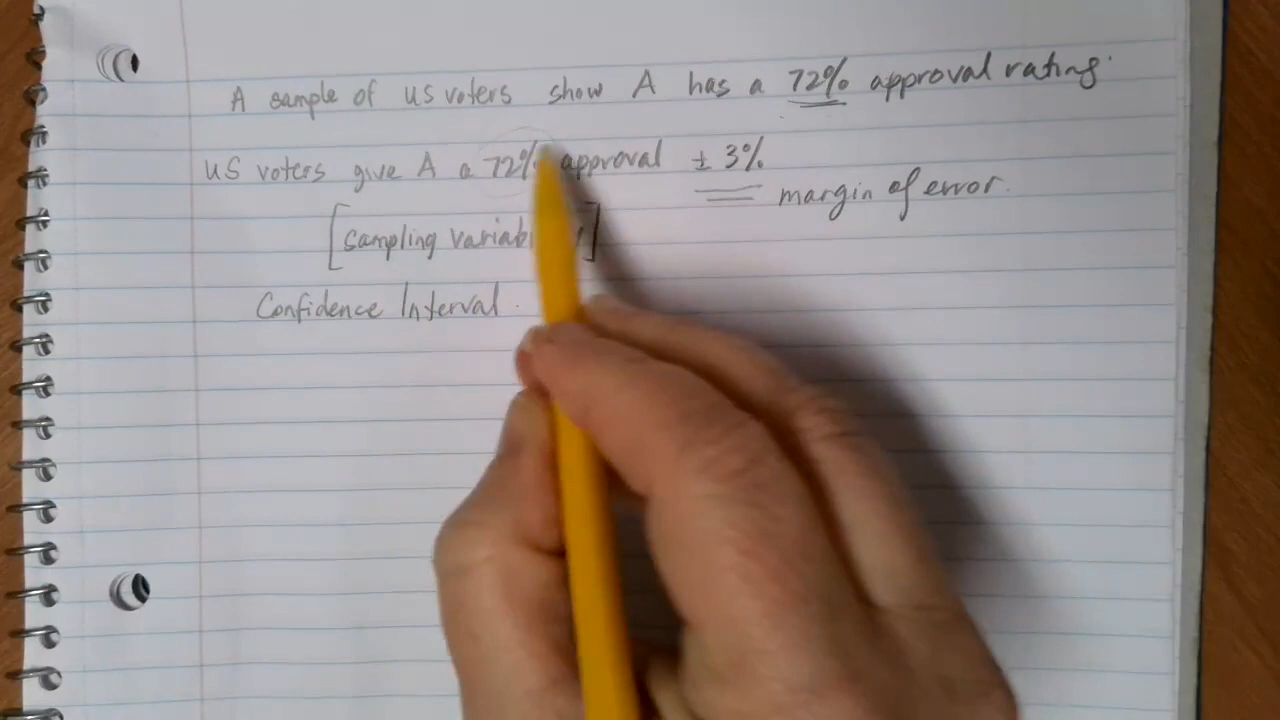 A sample of US voters show A has a 72% approval rating.
US voters give A a 72% approval ± 3%
margin of error.
[sampling variab
Confidence Interval.